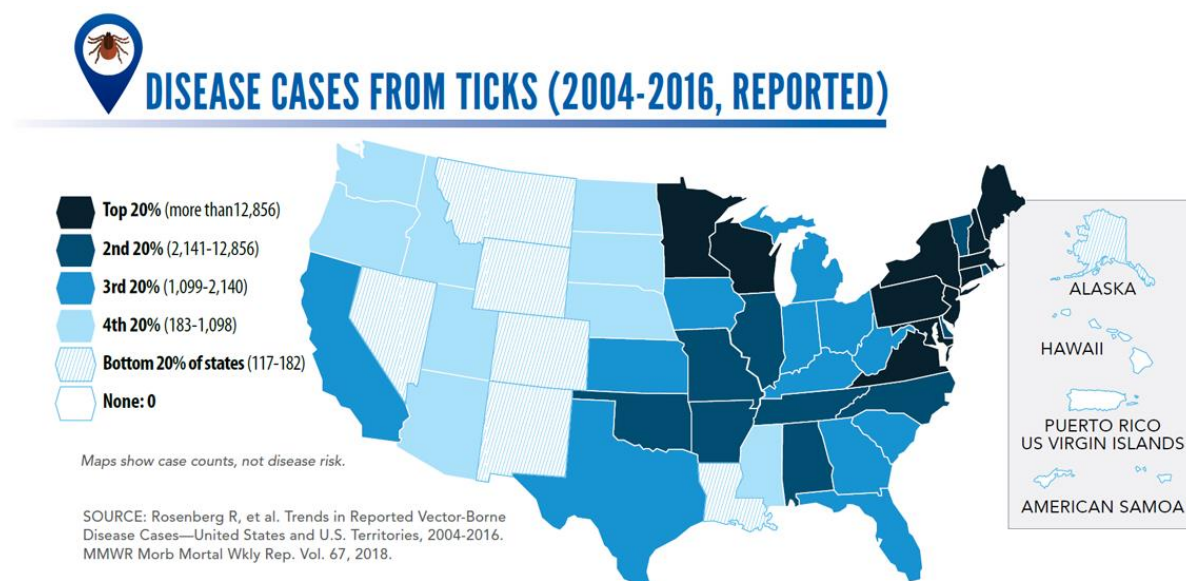 DISEASE CASES FROM TICKS (2004-2016, REPORTED)
Top 20% (more than12,856)
2nd 20% (2,141-12,856)
3rd 20% (1,099-2,140)
4th 20% (183-1,098)
Bottom 20% of states (117-182)
None: 0
Maps show case counts, not disease risk.
SOURCE: Rosenberg R, et al. Trends in Reported Vector-Borne
Disease Cases—United States and U.S. Territories, 2004-2016.
MMWR Morb Mortal Wkly Rep. Vol. 67, 2018.
ALASKA
HAWAII
PUERTO RICO
US VIRGIN ISLANDS
AMERICAN SAMOA